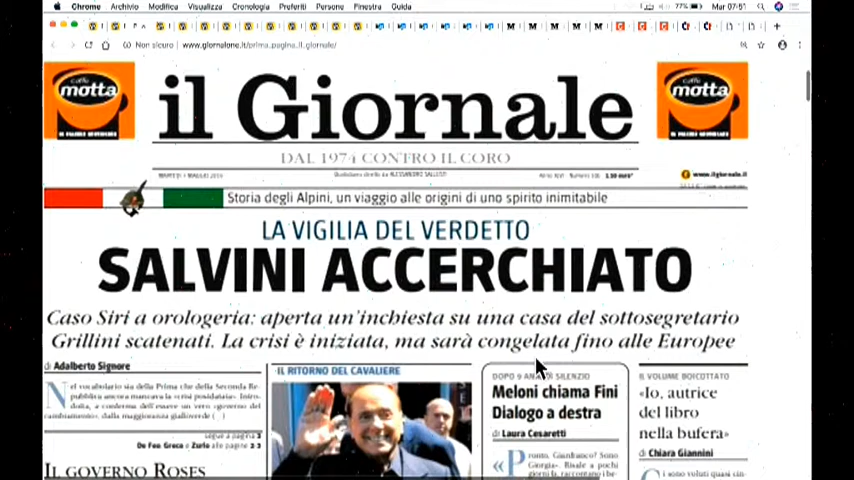 Chrome Archivio Modifica Visualizza Cronologia Preferiti Persone Finestra Guida
77% Mar 07:51
Non sicuro www.giornalone.it/prima_pagina_il_giornale/
caffè motta
il Giornale
caffè motta
DAL 1974 CONTRO IL CORO
www.ilgiornale.it
Storia degli Alpini, un viaggio alle origini di uno spirito inimitabile
LA VIGILIA DEL VERDETTO
SALVINI ACCERCHIATO
Caso Siri a orologeria: aperta un'inchiesta su una casa del sottosegretario
Grillini scatenati. La crisi è iniziata, ma sarà congelata fino alle Europee
di Adalberto Signore
IL GOVERNO ROSES
IL RITORNO DEL CAVALIERE
DOPO 9 ANNI DI SILENZIO
Meloni chiama Fini
Dialogo a destra
di Laura Cesaretti
IL VOLUME BOICOTTATO
«Io, autrice
del libro
nella bufera»
di Chiara Giannini